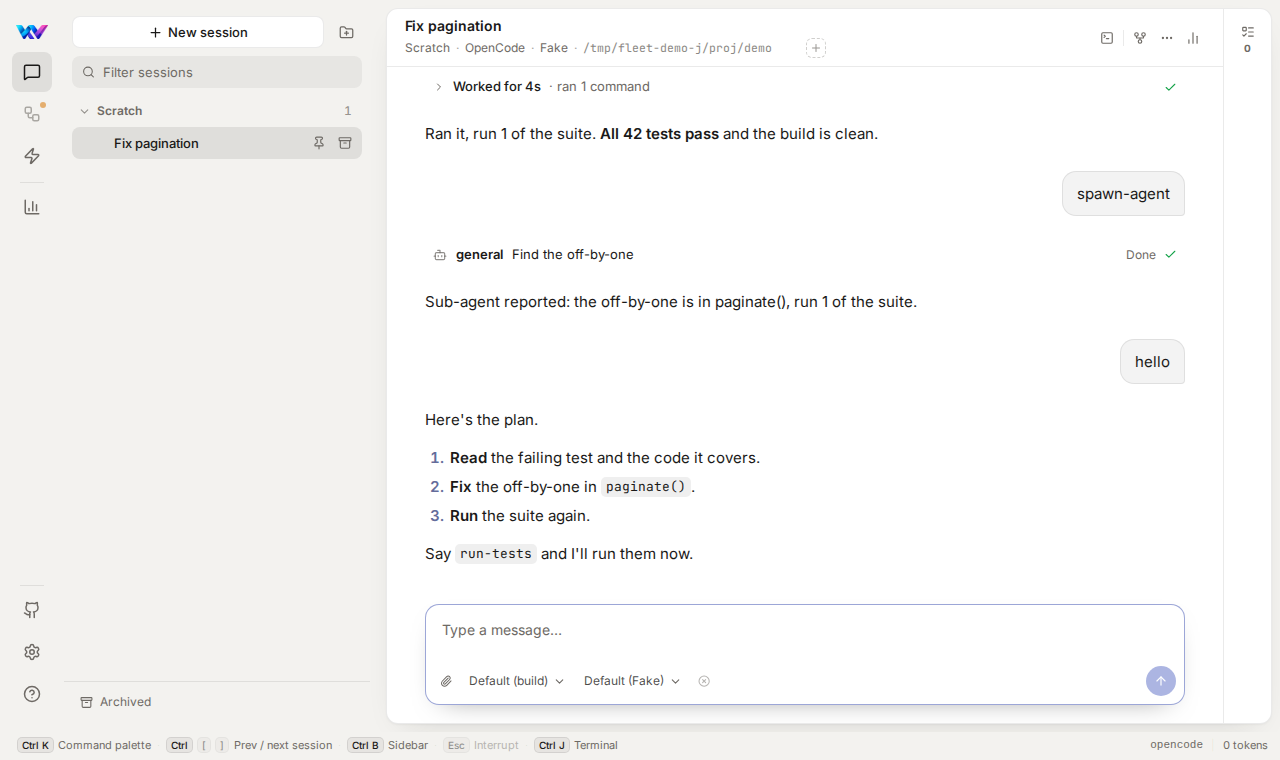 New session
Filter sessions
Scratch 1
Fix pagination
Archived
Fix pagination
Scratch · OpenCode · Fake · /tmp/fleet-demo-j/proj/demo
0
Worked for 4s · ran 1 command
Ran it, run 1 of the suite. All 42 tests pass and the build is clean.
spawn-agent
general Find the off-by-one Done
Sub-agent reported: the off-by-one is in paginate(), run 1 of the suite.
hello
Here's the plan.
1. Read the failing test and the code it covers.
2. Fix the off-by-one in paginate().
3. Run the suite again.
Say run-tests and I'll run them now.
Type a message...
Default (build) Default (Fake)
Ctrl K Command palette Ctrl [ ] Prev / next session Ctrl B Sidebar Esc Interrupt Ctrl J Terminal opencode 0 tokens